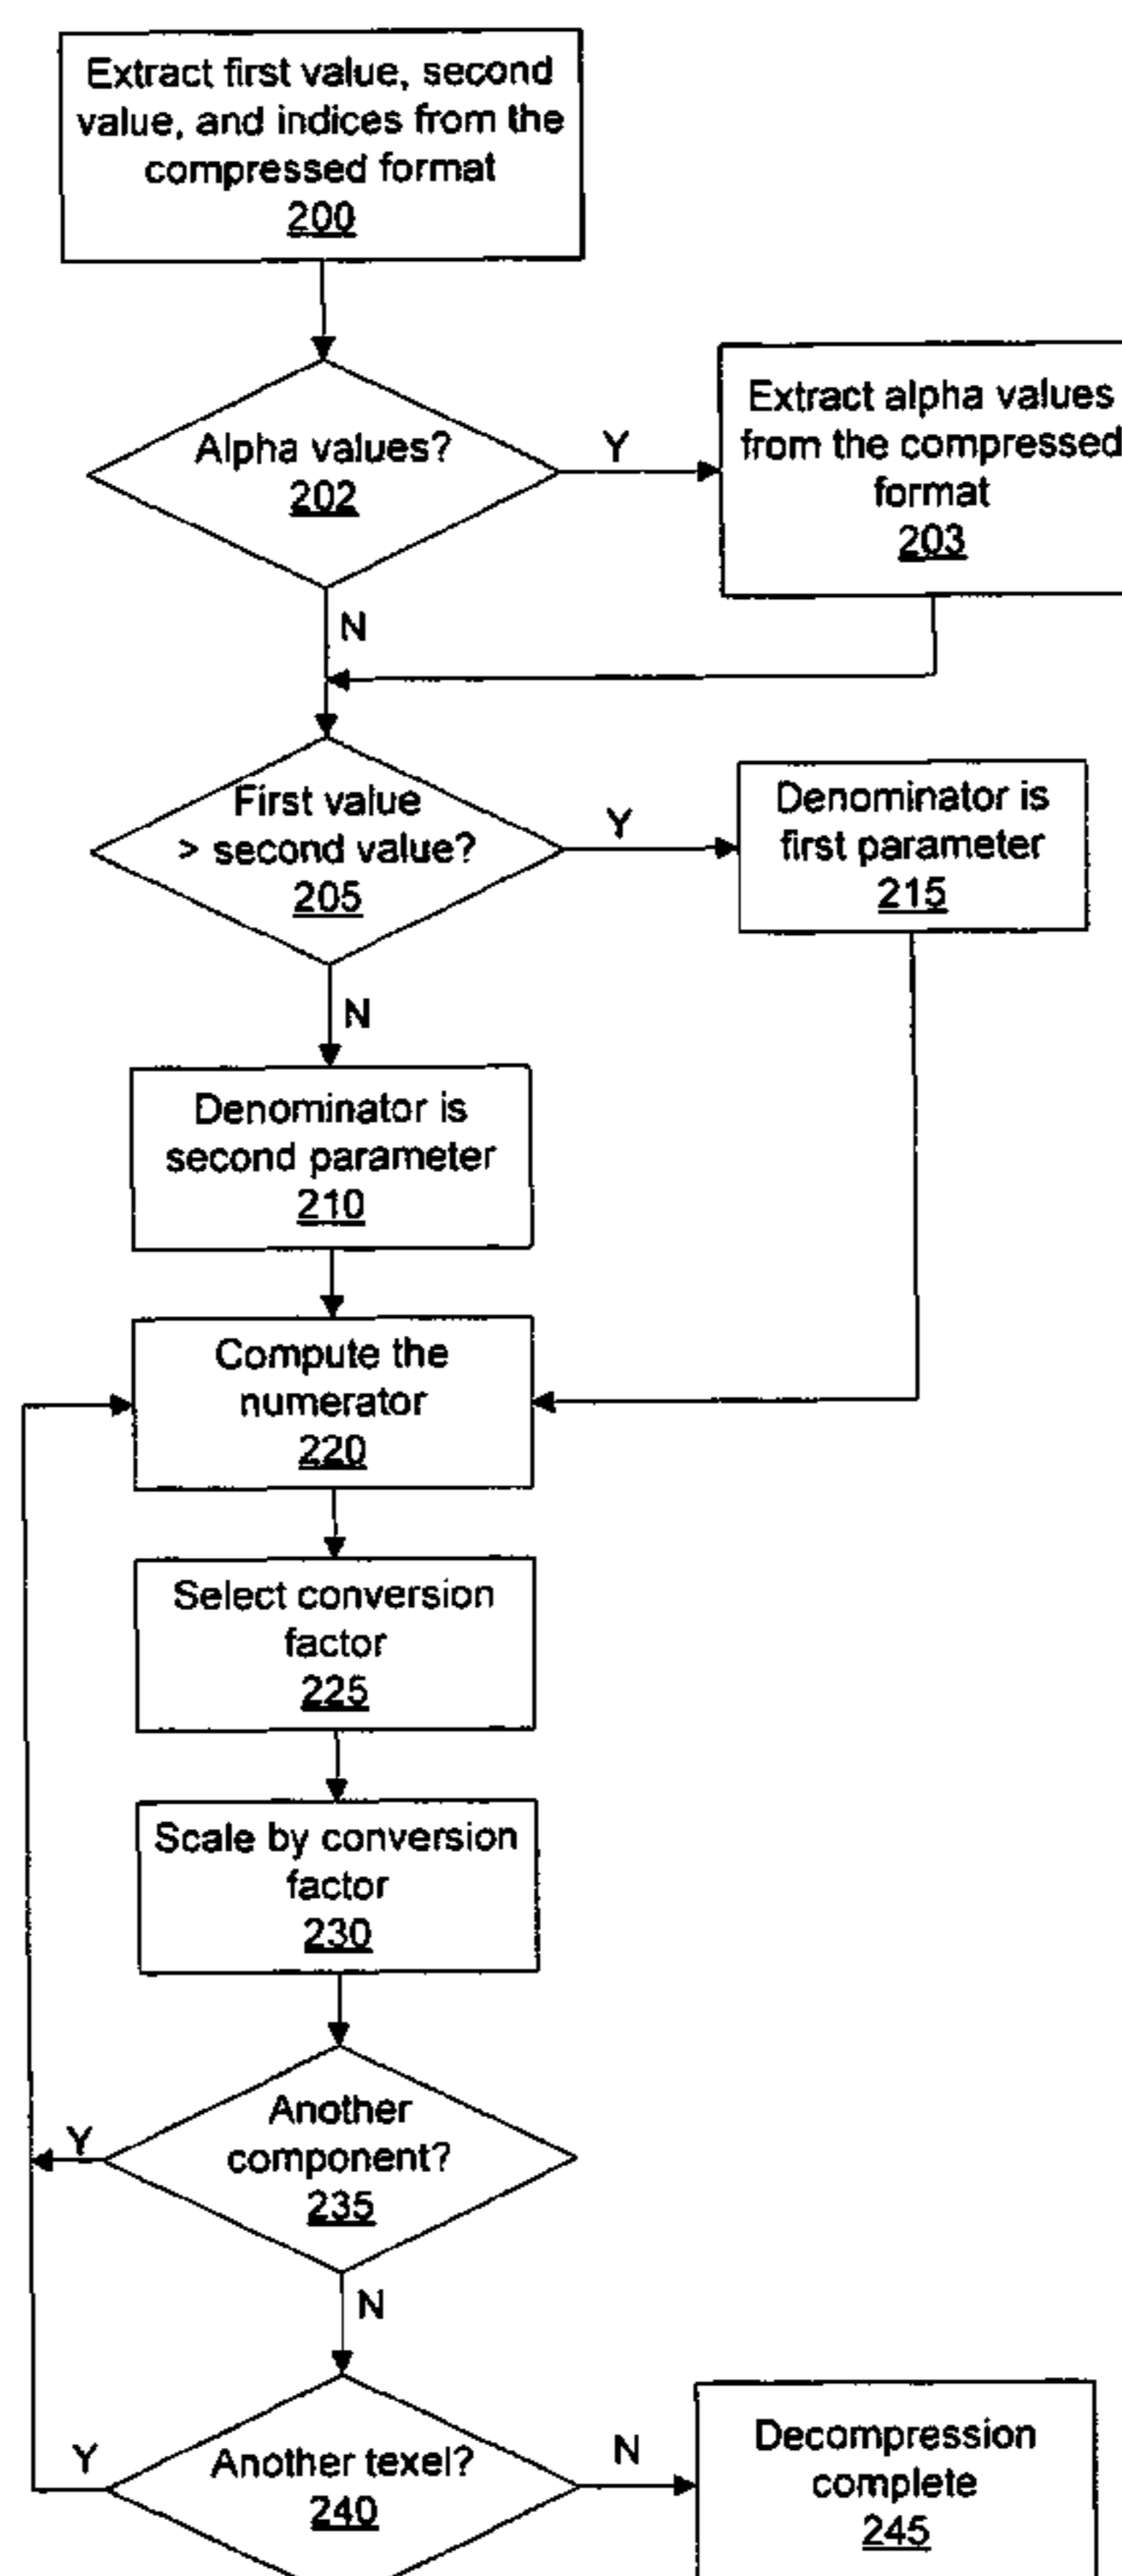 Extract first value, second
value, and indices from the
compressed format
200
Alpha values?
202
Y
Extract alpha values
from the compressed
format
203
N
First value
> second value?
205
Y
Denominator is
first parameter
215
N
Denominator is
second parameter
210
Compute the
numerator
220
Select conversion
factor
225
Scale by conversion
factor
230
Another
component?
235
Y
N
Another texel?
240
Y
N
Decompression
complete
245